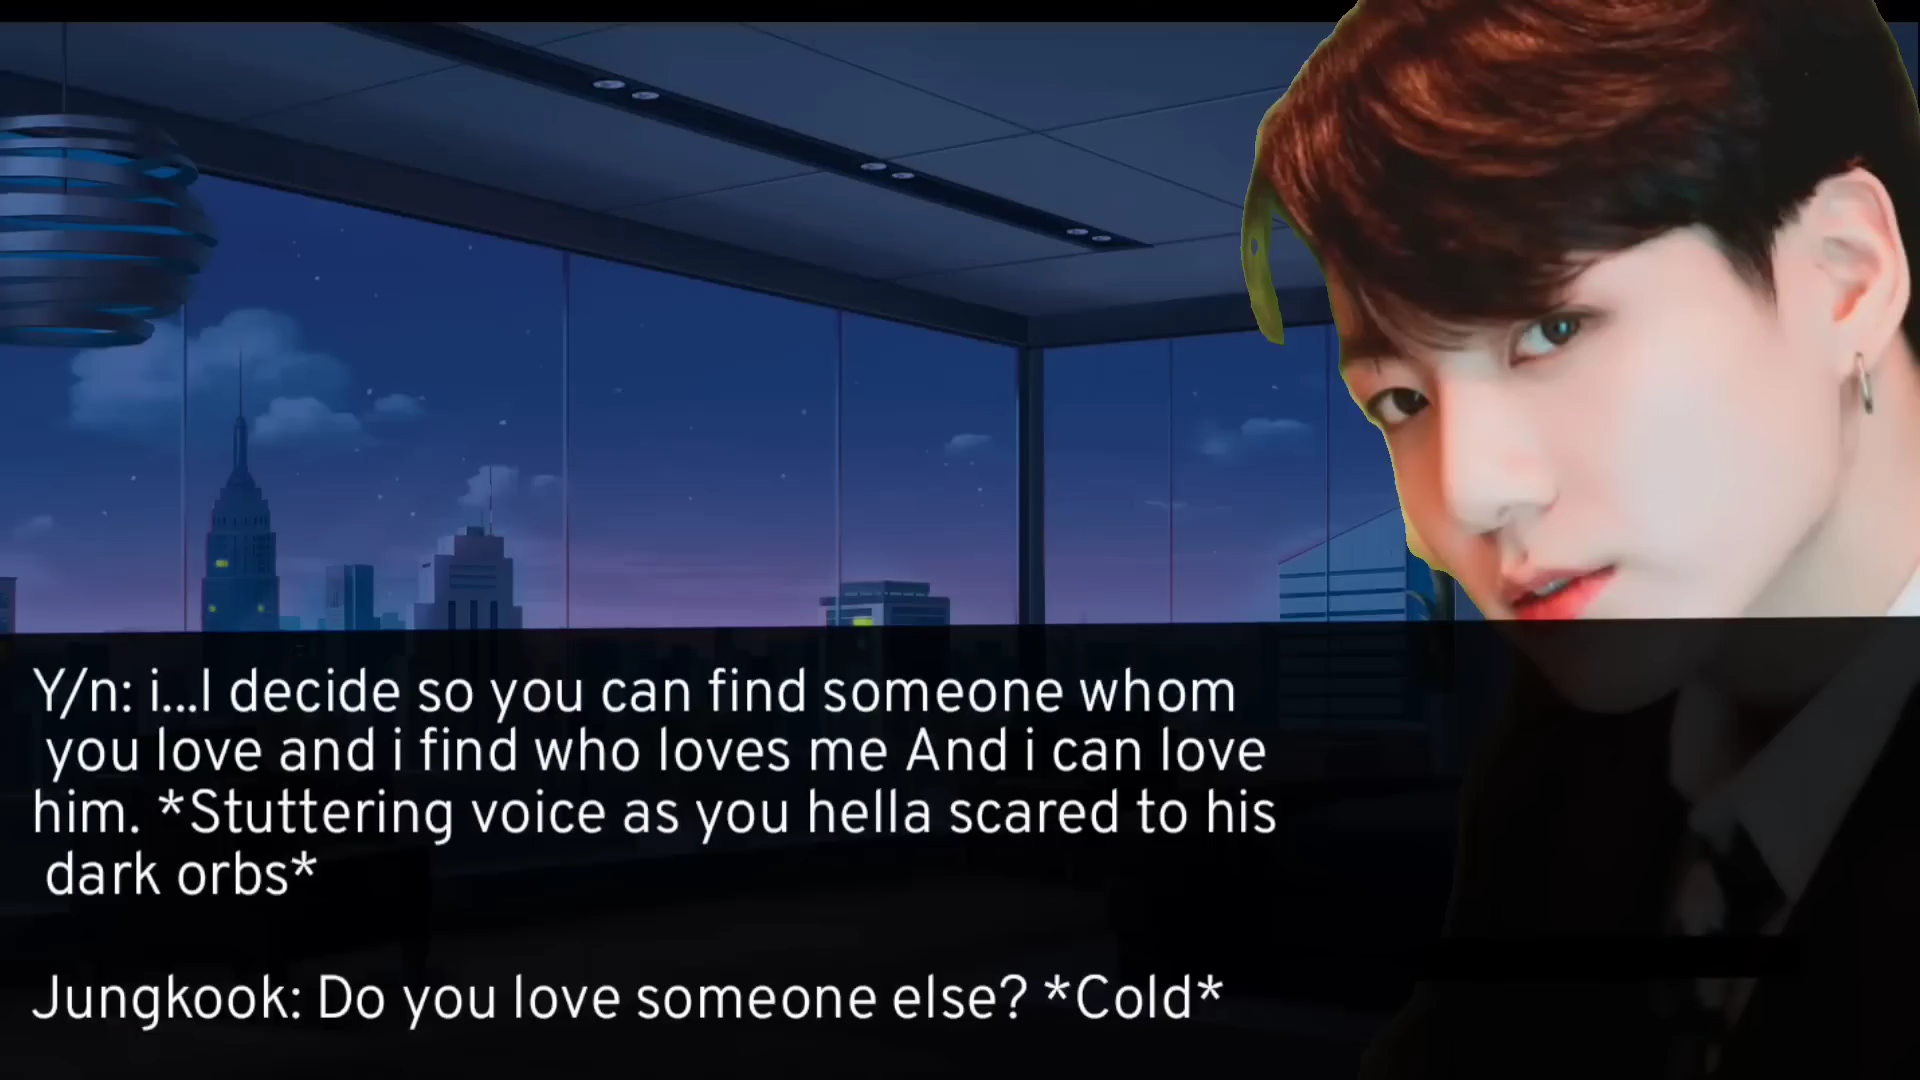 Y/n: i...I decide so you can find someone whom
you love and i find who loves me And i can love
him. *Stuttering voice as you hella scared to his
dark orbs*
Jungkook: Do you love someone else? *Cold*